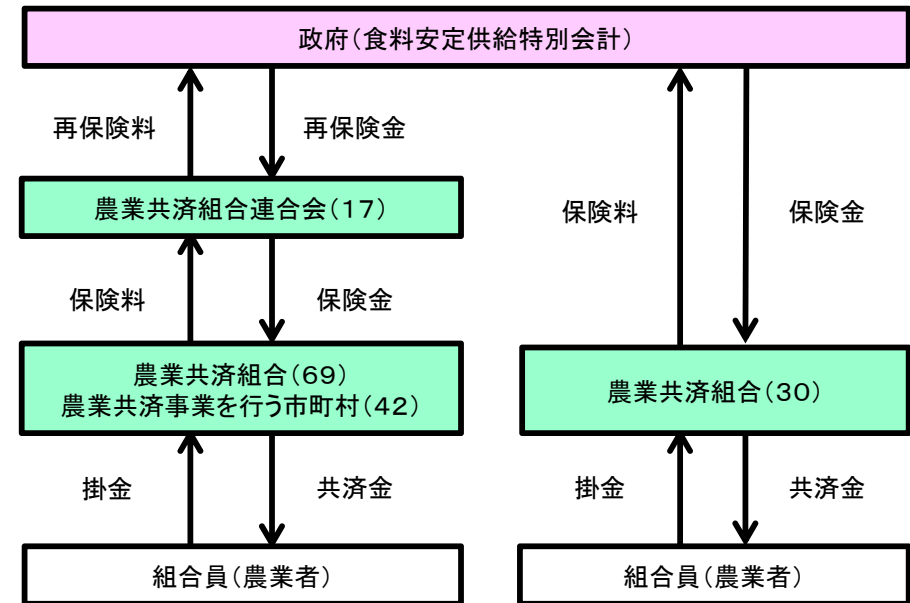 政府(食料安定供給特別会計)
再保険料
再保険金
農業共済組合連合会(17)
保険料
保険金
保険料
保険金
農業共済組合(69)
農業共済事業を行う市町村(42)
農業共済組合(30)
掛金
共済金
掛金
共済金
組合員(農業者)
組合員(農業者)